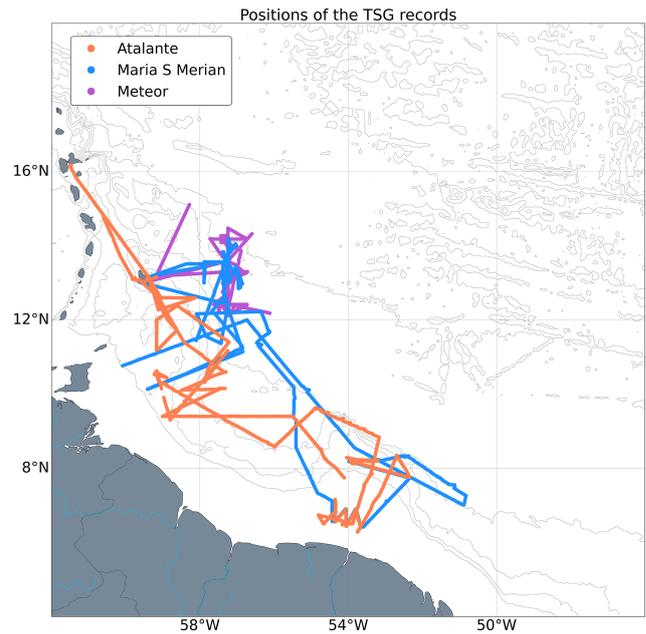 Positions of the TSG records
Atalante
Maria S Merian
Meteor
16°N
12°N
8°N
58°W
54°W
50°W